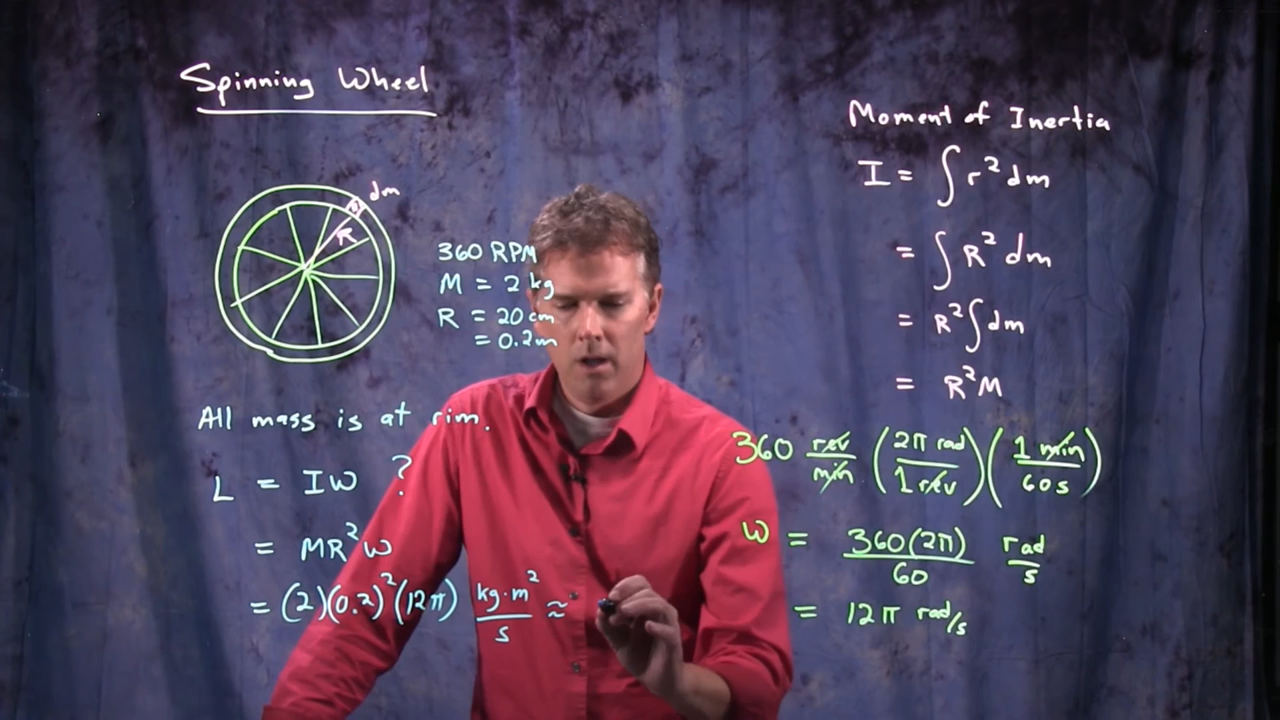 Spinning Wheel
dm
R
360 RPM
M = 2 kg
R = 20 cm
= 0.2m
All mass is at rim.
L = Iω ?
= MR²ω
= (2)(0.2)²(12π) kg·m²/s ≈
Moment of Inertia
I = ∫ r² dm
= ∫ R² dm
= R² ∫ dm
= R²M
360 rev/min (2π rad/1 rev)(1 min/60s)
ω = 360(2π)/60 rad/s
= 12π rad/s